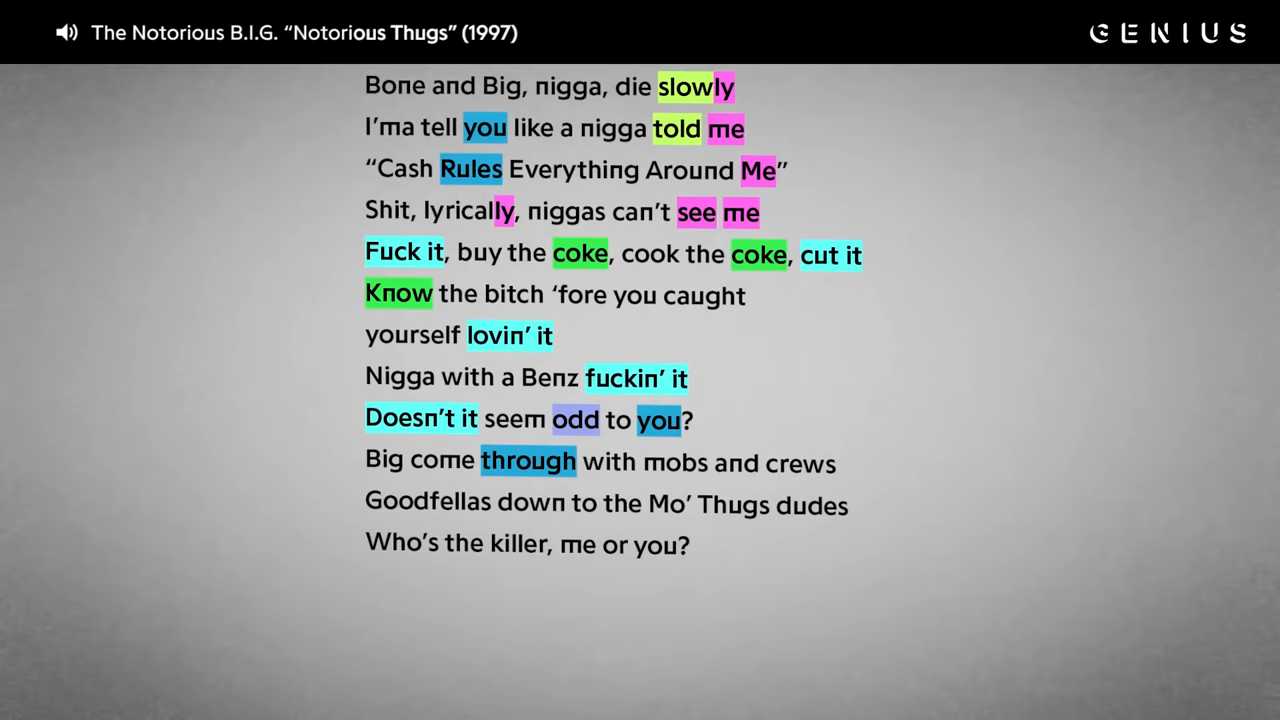 The Notorious B.I.G. “Notorious Thugs” (1997)
GENIUS
Bone and Big, nigga, die slowly
I’ma tell you like a nigga told me
“Cash Rules Everything Around Me”
Shit, lyrically, niggas can’t see me
Fuck it, buy the coke, cook the coke, cut it
Know the bitch ‘fore you caught
yourself lovin’ it
Nigga with a Benz fuckin’ it
Doesn’t it seem odd to you?
Big come through with mobs and crews
Goodfellas down to the Mo’ Thugs dudes
Who’s the killer, me or you?